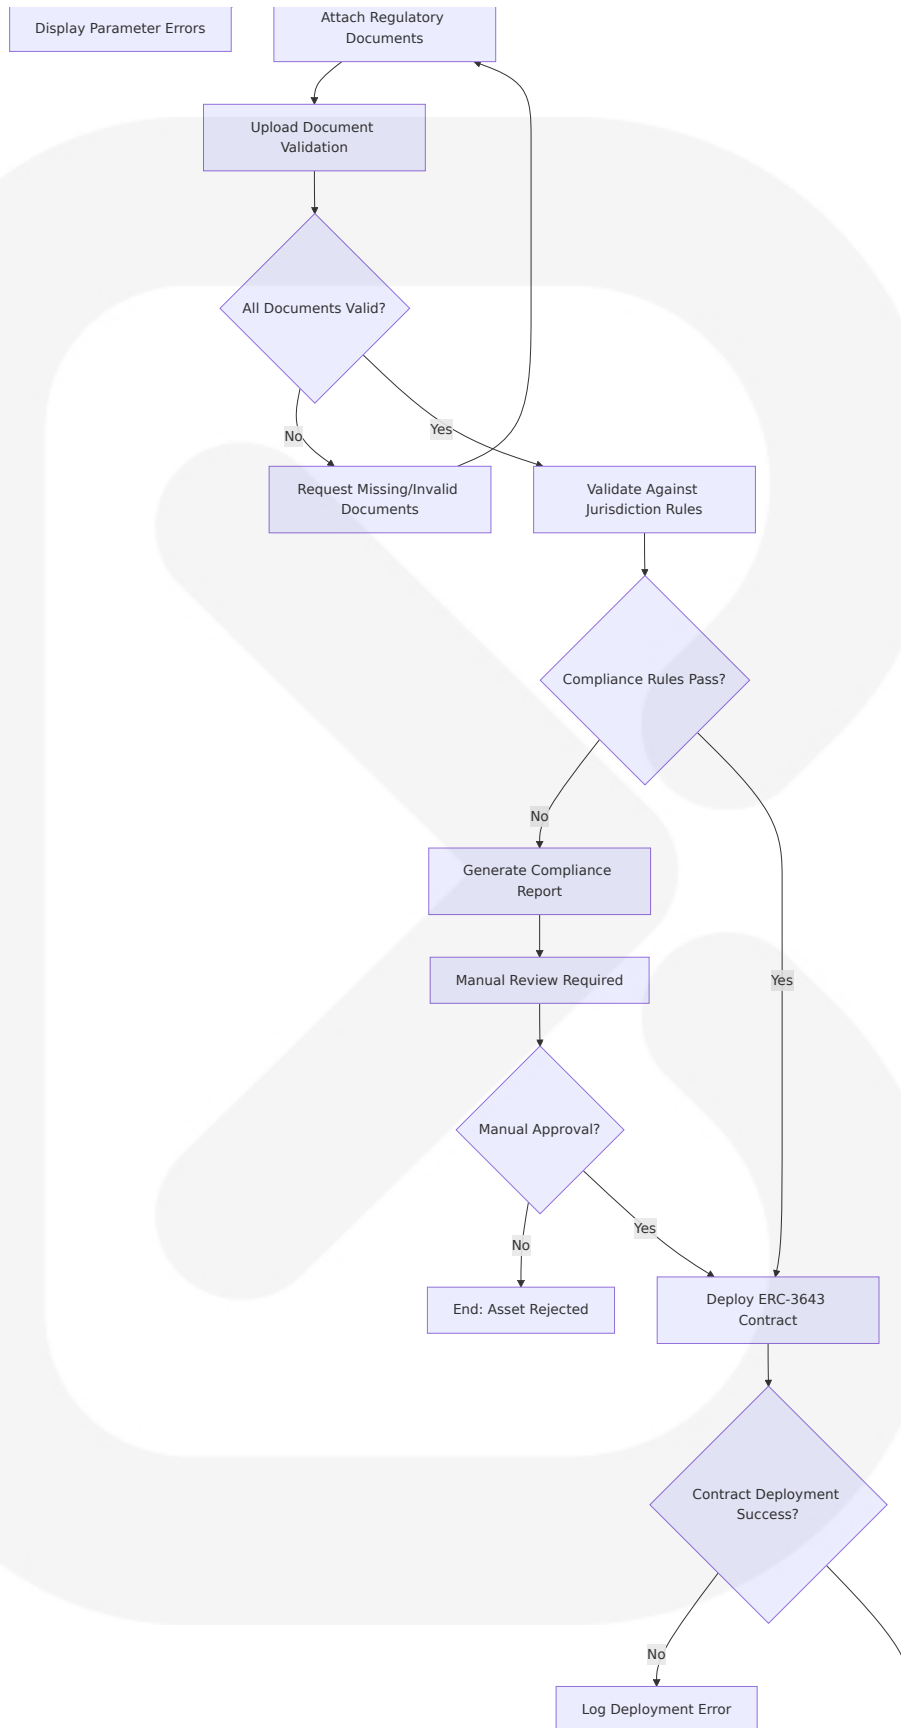 Display Parameter Errors
Attach Regulatory
Documents
Upload Document
Validation
All Documents Valid?
No
Yes
Request Missing/Invalid
Documents
Validate Against
Jurisdiction Rules
Compliance Rules Pass?
No
Generate Compliance
Report
Manual Review Required
Yes
Manual Approval?
No
Yes
End: Asset Rejected
Deploy ERC-3643
Contract
Contract Deployment
Success?
No
Log Deployment Error